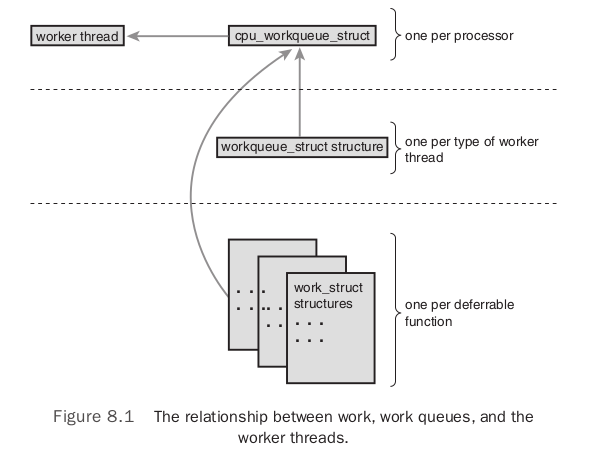 worker thread
cpu_workqueue_struct
one per processor
workqueue_struct structure
one per type of worker
thread
work_struct
structures
. . .
. . .
one per deferrable
function
Figure 8.1 The relationship between work, work queues, and the
worker threads.